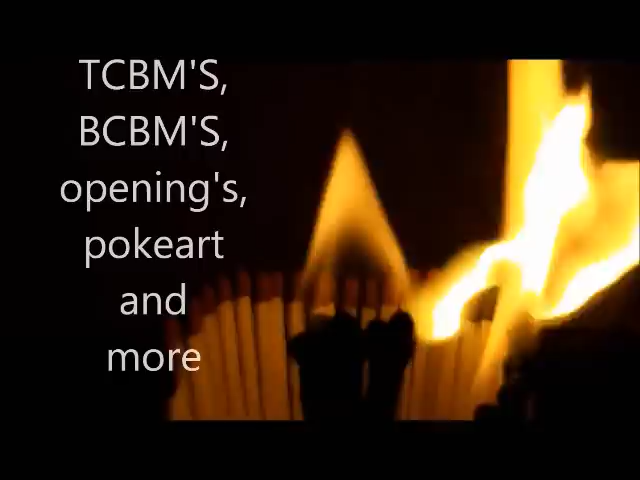 TCBM'S,
BCBM'S,
opening's,
pokeart
and
more